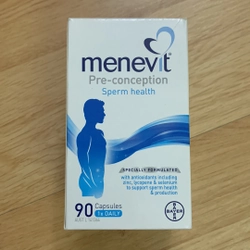 menevit
Pre-conception
Sperm health
SPECIALLY FORMULATED
with antioxidants including
zinc, lycopene & selenium
to support sperm health
& production
90 Capsules
1x DAILY
BAYER